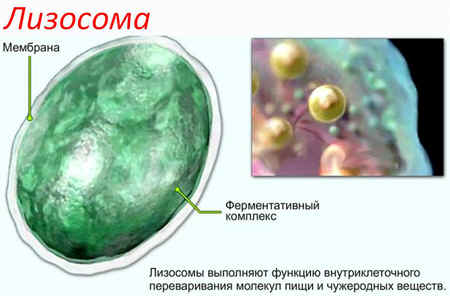 Лизосома
Мембрана
Ферментативный
комплекс
Лизосомы выполняют функцию внутриклеточного
переваривания молекул пищи и чужеродных веществ.